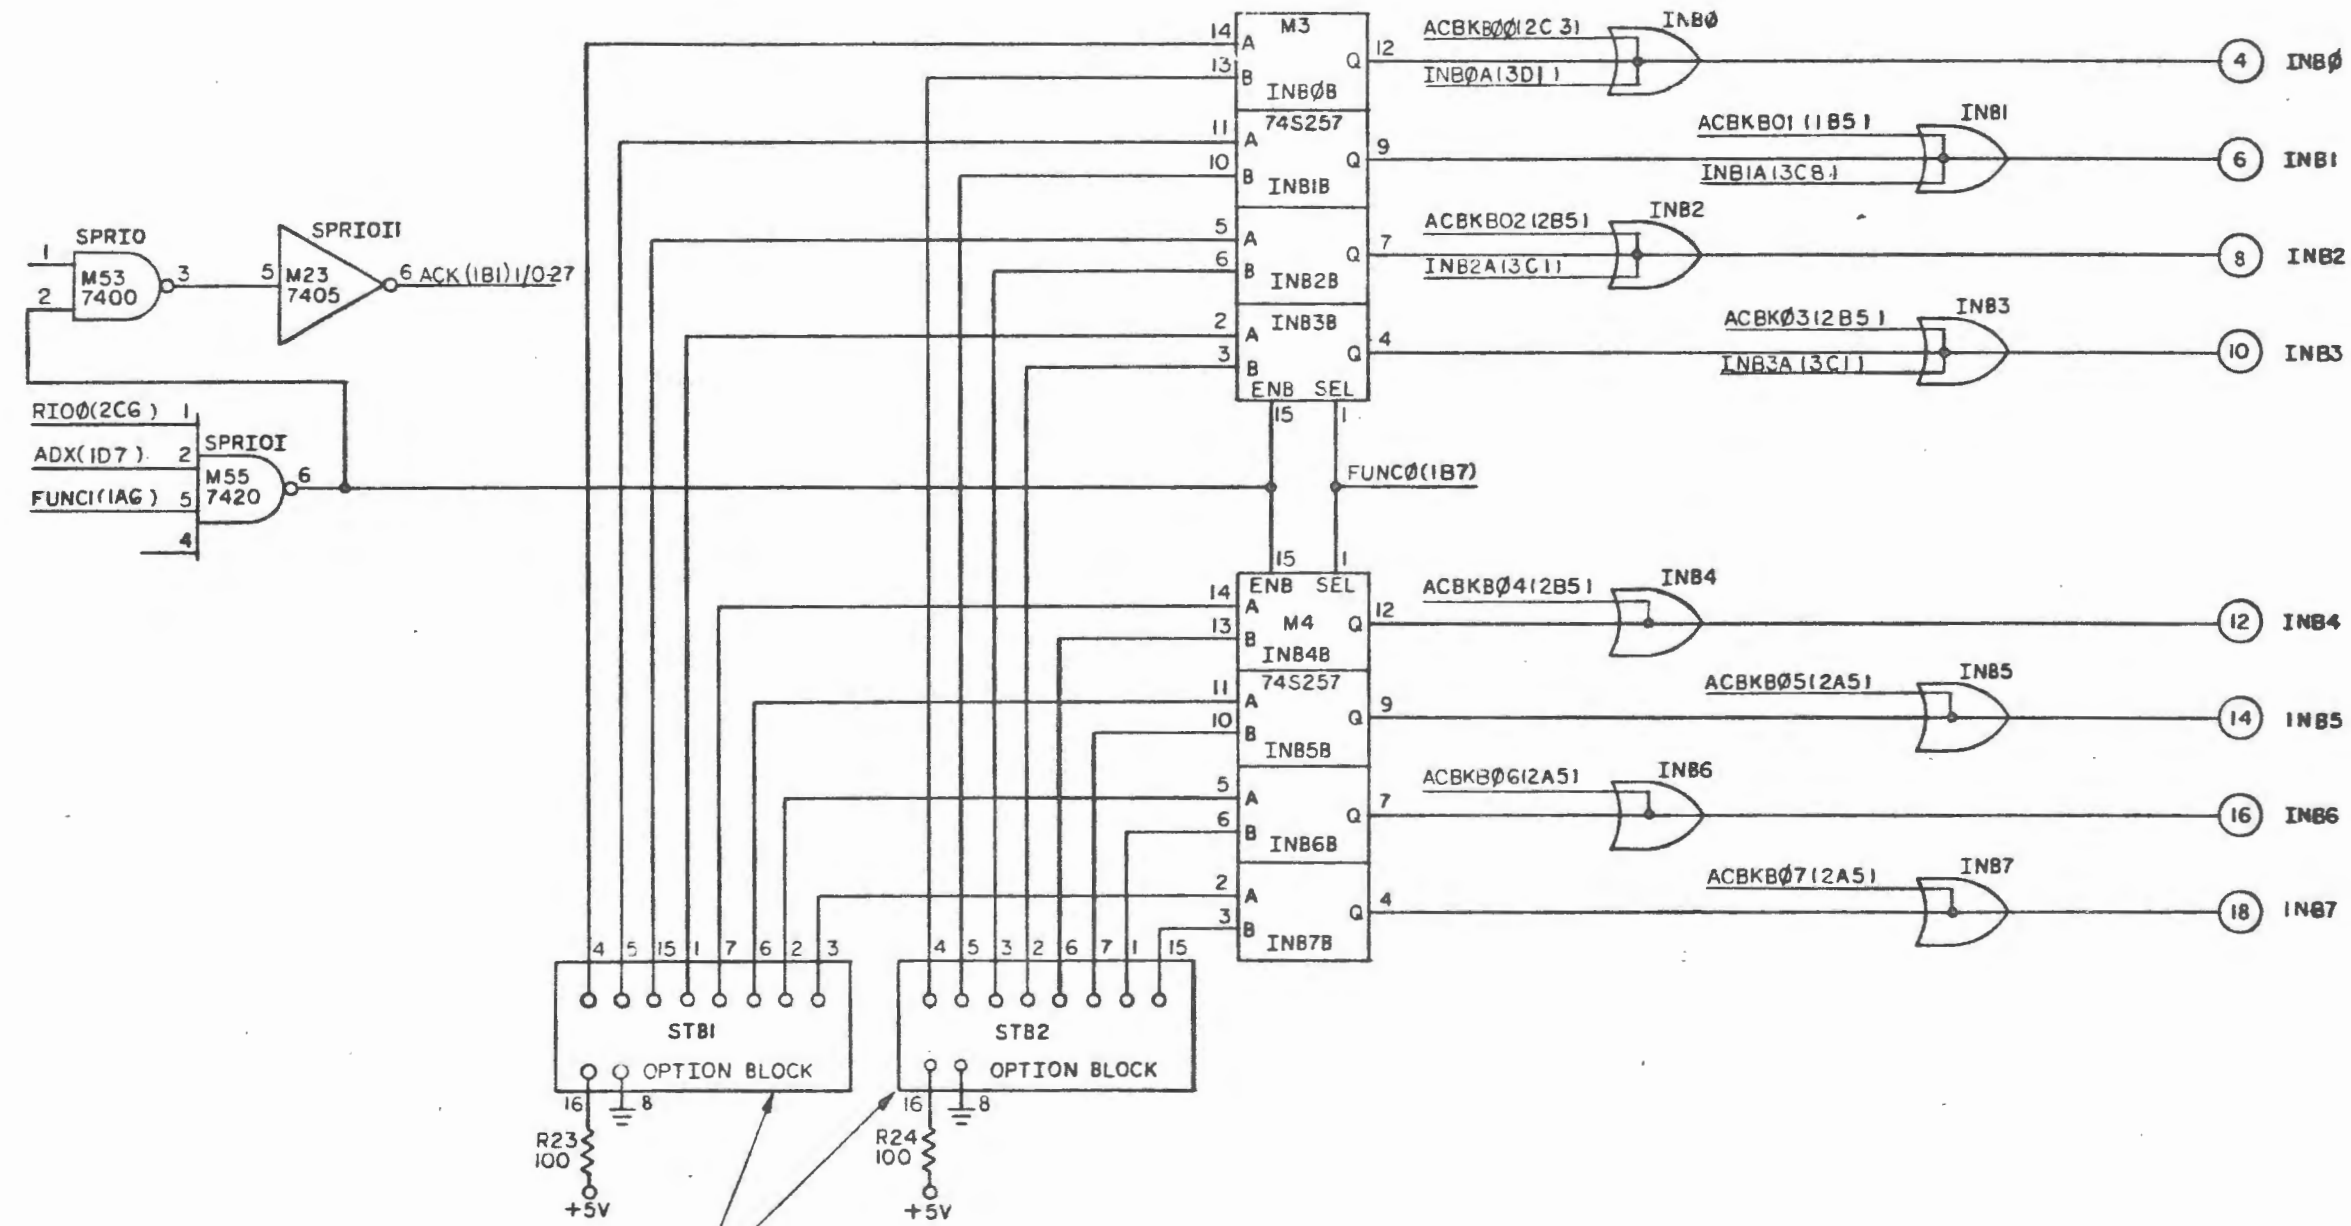 SPRIO
1
2
M53
7400
3
SPRIOII
5
M23
7405
6
ACK (1B1) I/O-27
RIOØ(2C6)
1
ADX(1D7)
2
FUNC1(1A6)
5
4
SPRIOI
M55
7420
6
M3
14
A
13
B
INBØB
Q
12
74S257
11
A
10
B
INB1B
Q
9
5
A
6
B
INB2B
Q
7
INB3B
2
A
3
B
Q
4
ENB SEL
15
1
FUNCØ(1B7)
15
1
ENB SEL
M4
14
A
13
B
INB4B
Q
12
74S257
11
A
10
B
INB5B
Q
9
5
A
6
B
INB6B
Q
7
2
A
3
B
INB7B
Q
4
ACBKBØØ(2C3)
INBØA(3D1)
INBØ
4
INBØ
ACBKB01(1B5)
INB1A(3C8)
INB1
6
INB1
ACBKB02(2B5)
INB2A(3C1)
INB2
8
INB2
ACBKØ3(2B5)
INB3A(3C1)
INB3
10
INB3
ACBKBØ4(2B5)
INB4
12
INB4
ACBKBØ5(2A5)
INB5
14
INB5
ACBKBØ6(2A5)
INB6
16
INB6
ACBKBØ7(2A5)
INB7
18
INB7
4 5 15 1 7 6 2 3
STB1
OPTION BLOCK
16
8
R23
100
+5V
4 5 3 2 6 7 1 15
STB2
OPTION BLOCK
16
8
R24
100
+5V